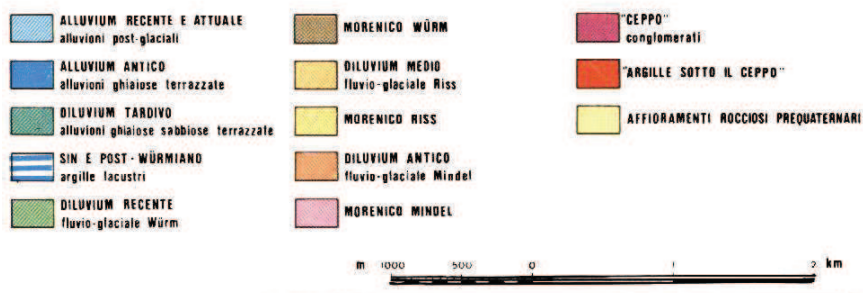 ALLUVIUM RECENTE E ATTUALE
alluvioni post-glaciali
ALLUVIUM ANTICO
alluvioni ghiaiose terrazzate
DILUVIUM TARDIVO
alluvioni ghiaiose sabbiose terrazzate
SIN E POST-WÜRMIANO
argille lacustri
DILUVIUM RECENTE
fluvio-glaciale Würm
MORENICO WÜRM
DILUVIUM MEDIO
fluvio-glaciale Riss
MORENICO RISS
DILUVIUM ANTICO
fluvio-glaciale Mindel
MORENICO MINDEL
"CEPPO"
conglomerati
"ARGILLE SOTTO IL CEPPO"
AFFIORAMENTI ROCCIOSI PREQUATERNARI
m 1000 500 0 1 2 km